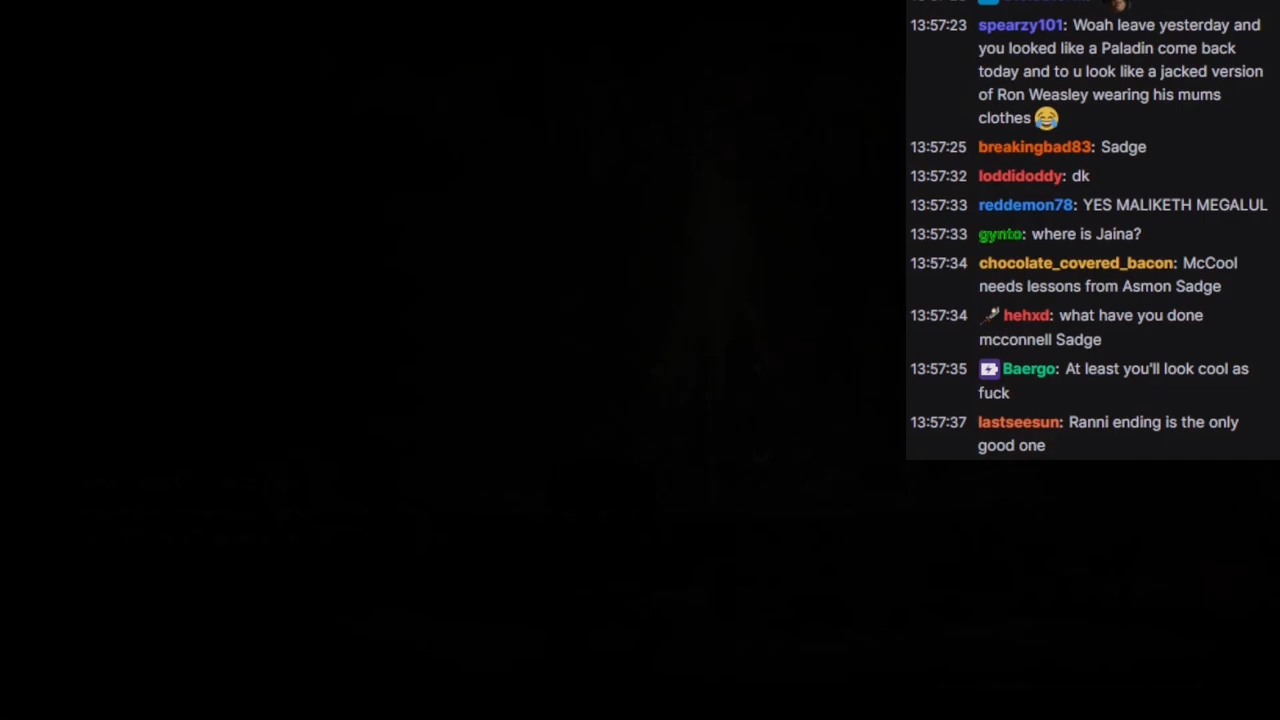 13:57:23 spearzy101: Woah leave yesterday and
you looked like a Paladin come back
today and to u look like a jacked version
of Ron Weasley wearing his mums
clothes 😂
13:57:25 breakingbad83: Sadge
13:57:32 loddidoddy: dk
13:57:33 reddemon78: YES MALIKETH MEGALUL
13:57:33 gynto: where is Jaina?
13:57:34 chocolate_covered_bacon: McCool
needs lessons from Asmon Sadge
13:57:34 hehxd: what have you done
mcconnell Sadge
13:57:35 Baergo: At least you'll look cool as
fuck
13:57:37 lastseesun: Ranni ending is the only
good one